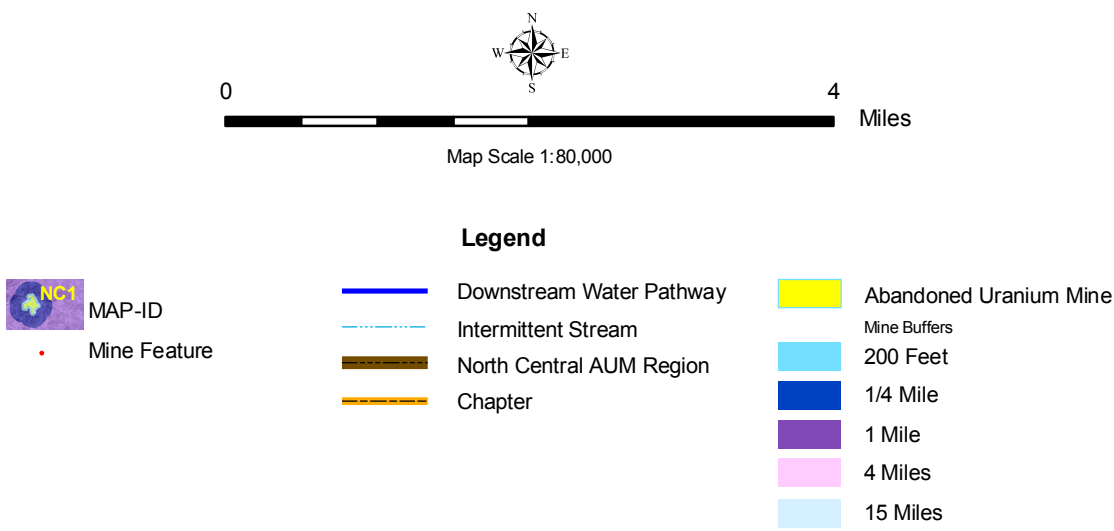 N
W E
S
0 4
Miles
Map Scale 1:80,000
Legend
NC1
MAP-ID
Mine Feature
Downstream Water Pathway
Intermittent Stream
North Central AUM Region
Chapter
Abandoned Uranium Mine
Mine Buffers
200 Feet
1/4 Mile
1 Mile
4 Miles
15 Miles